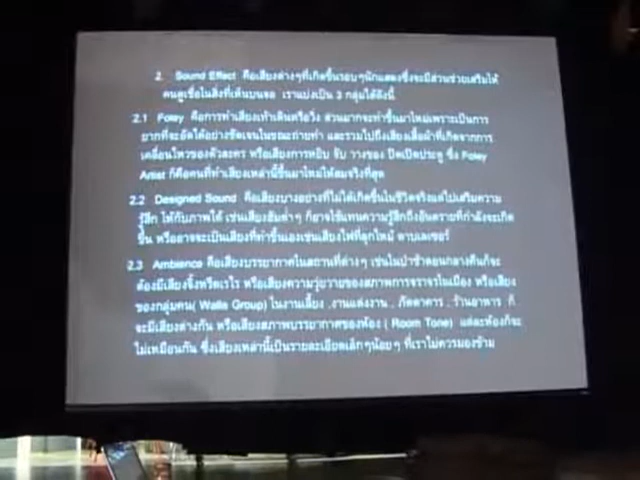 2. Sound Effect คือเสียงต่างๆที่เกิดขึ้นรอบๆนักแสดงซึ่งจะมีส่วนช่วยเสริมให้
คนดูเชื่อในสิ่งที่เห็นบนจอ เราแบ่งเป็น 3 กลุ่มได้ดังนี้
2.1 Foley คือการทำเสียงเท้าเดินหรือวิ่ง ส่วนมากจะทำขึ้นมาใหม่เพราะเป็นการ
ยากที่จะอัดได้อย่างชัดเจนในขณะถ่ายทำ และรวมไปถึงเสียงเสื้อผ้าที่เกิดจากการ
เคลื่อนไหวของตัวละคร หรือเสียงการหยิบ จับ วางของ ปิดเปิดประตู ซึ่ง Foley
Artist ก็คือคนที่ทำเสียงเหล่านี้ขึ้นมาใหม่ให้สมจริงที่สุด
2.2 Designed Sound คือเสียงบางอย่างที่ไม่ได้เกิดขึ้นในชีวิตจริงแต่ไปเสริมความ
รู้สึก ให้กับภาพได้ เช่นเสียงฮัมต่ำๆ ก็อาจใช้แทนความรู้สึกถึงอันตรายที่กำลังจะเกิด
ขึ้น หรืออาจจะเป็นเสียงที่ทำขึ้นเองเช่นเสียงไฟที่ลุกไหม้ ดาบเลเซอร์
2.3 Ambience คือเสียงบรรยากาศในสถานที่ต่างๆ เช่นในป่าช้าตอนกลางคืนก็จะ
ต้องมีเสียงจิ้งหรีดเรไร หรือเสียงความวุ่นวายของสภาพการจราจรในเมือง หรือเสียง
ของกลุ่มคน( Walla Group) ในงานเลี้ยง ,งานแต่งงาน , ภัตตาคาร , ร้านอาหาร ก็
จะมีเสียงต่างกัน หรือเสียงสภาพบรรยากาศของห้อง ( Room Tone) แต่ละห้องก็จะ
ไม่เหมือนกัน ซึ่งเสียงเหล่านี้เป็นรายละเอียดเล็กๆน้อยๆ ที่เราไม่ควรมองข้าม